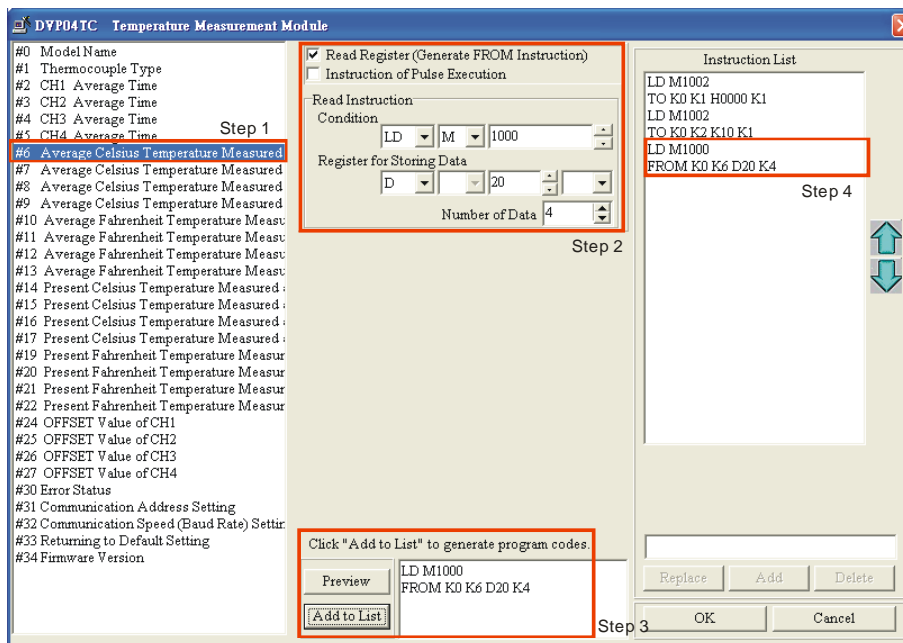 DVP04TC Temperature Measurement Module
#0 Model Name
#1 Thermocouple Type
#2 CH1 Average Time
#3 CH2 Average Time
#4 CH3 Average Time
#5 CH4 Average Time
Step 1
#6 Average Celsius Temperature Measured
#7 Average Celsius Temperature Measured
#8 Average Celsius Temperature Measured
#9 Average Celsius Temperature Measured
#10 Average Fahrenheit Temperature Measu
#11 Average Fahrenheit Temperature Measu
#12 Average Fahrenheit Temperature Measu
#13 Average Fahrenheit Temperature Measu
#14 Present Celsius Temperature Measured
#15 Present Celsius Temperature Measured
#16 Present Celsius Temperature Measured
#17 Present Celsius Temperature Measured
#19 Present Fahrenheit Temperature Measur
#20 Present Fahrenheit Temperature Measur
#21 Present Fahrenheit Temperature Measur
#22 Present Fahrenheit Temperature Measur
#24 OFFSET Value of CH1
#25 OFFSET Value of CH2
#26 OFFSET Value of CH3
#27 OFFSET Value of CH4
#30 Error Status
#31 Communication Address Setting
#32 Communication Speed (Baud Rate) Settin
#33 Returning to Default Setting
#34 Firmware Version
Read Register (Generate FROM Instruction)
Instruction of Pulse Execution
Read Instruction
Condition
LD M 1000
Register for Storing Data
D 20
Number of Data 4
Step 2
Click "Add to List" to generate program codes.
Preview
Add to List
LD M1000
FROM K0 K6 D20 K4
Step 3
Instruction List
LD M1002
TO K0 K1 H0000 K1
LD M1002
TO K0 K2 K10 K1
LD M1000
FROM K0 K6 D20 K4
Step 4
Replace Add Delete
OK Cancel